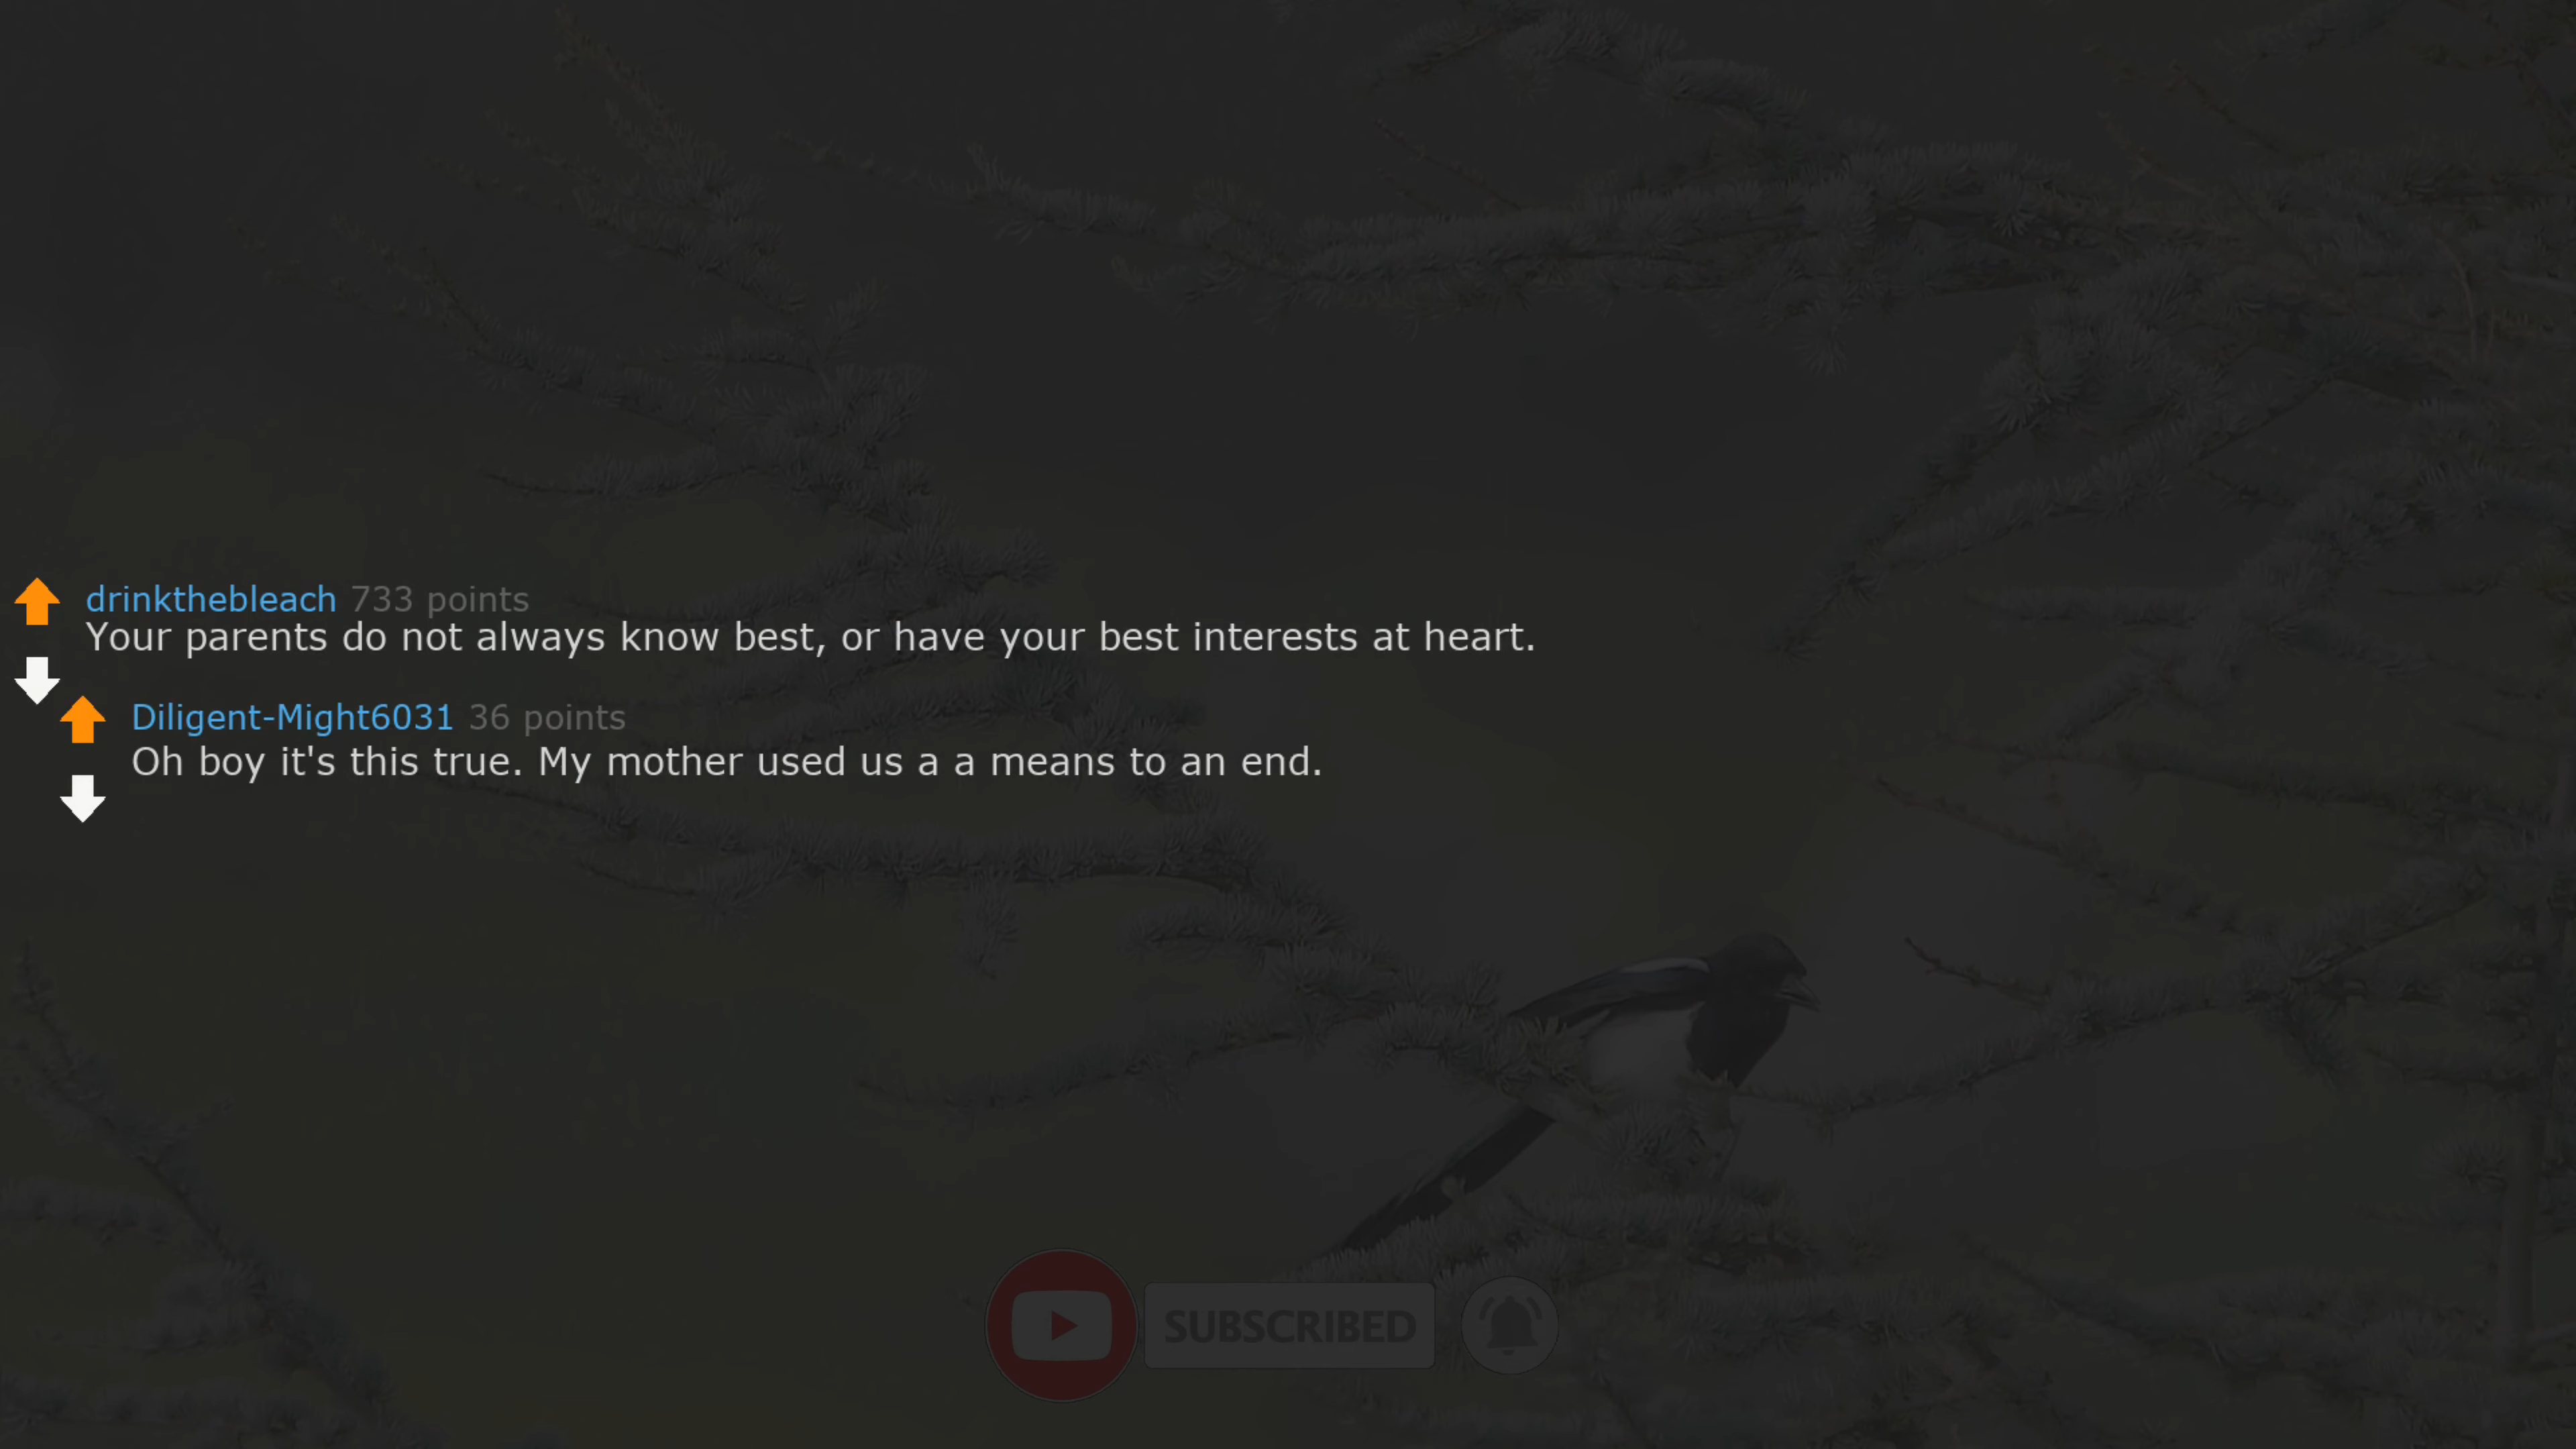 drinkthebleach 733 points
Your parents do not always know best, or have your best interests at heart.
Diligent-Might6031 36 points
Oh boy it's this true. My mother used us a a means to an end.
SUBSCRIBED